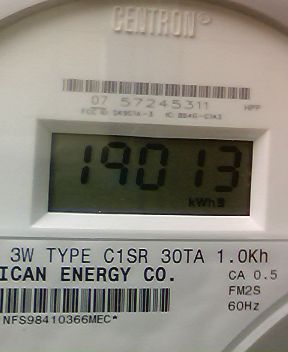 CENTRON®
07 57245311 HPP
19013
kWh
3W TYPE C1SR 30TA 1.0Kh
ICAN ENERGY CO. CA 0.5
FM2S
60Hz
NFS98410366MEC*